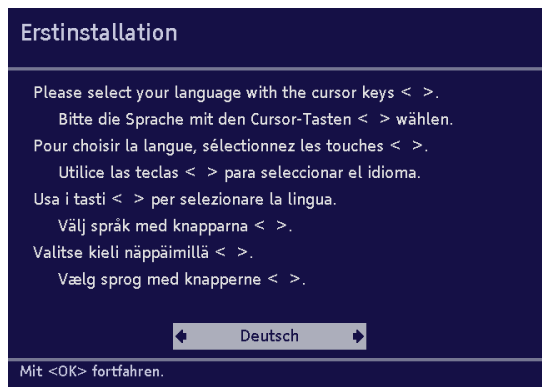 Erstinstallation
Please select your language with the cursor keys < >.
Bitte die Sprache mit den Cursor-Tasten < > wählen.
Pour choisir la langue, sélectionnez les touches < >.
Utilice las teclas < > para seleccionar el idioma.
Usa i tasti < > per selezionare la lingua.
Välj språk med knapparna < >.
Valitse kieli näppäimillä < >.
Vælg sprog med knapperne < >.
Deutsch
Mit <OK> fortfahren.